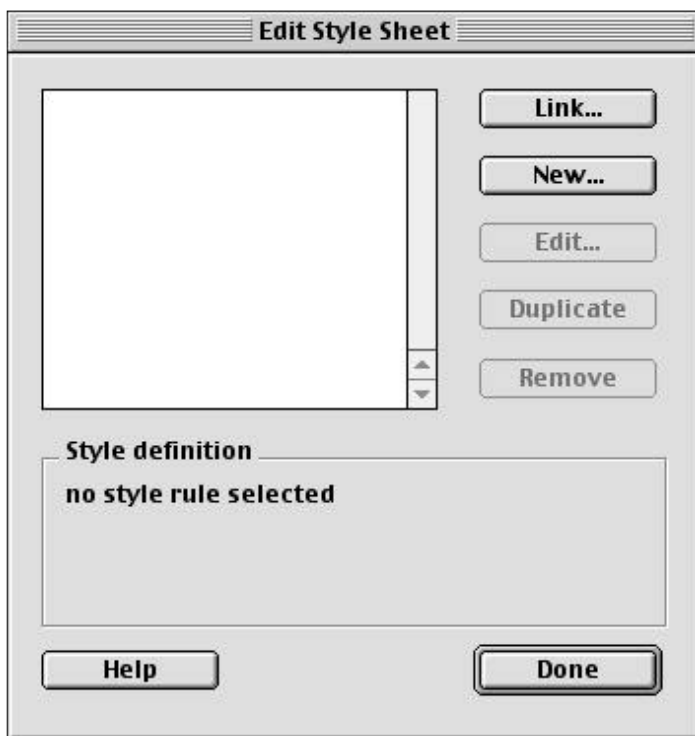 Edit Style Sheet
Link...
New...
Edit...
Duplicate
Remove
Style definition
no style rule selected
Help
Done